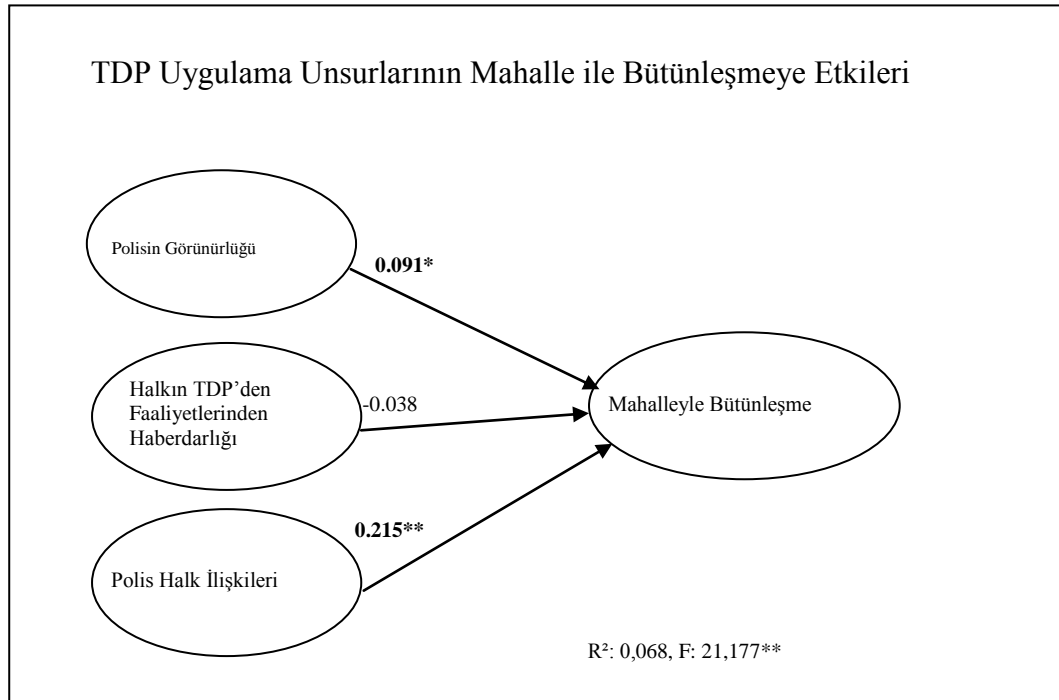 TDP Uygulama Unsurlarının Mahalle ile Bütünleşmeye Etkileri
Polisin Görünürlüğü
0.091*
Halkın TDP’den
Faaliyetlerinden
Haberdarlığı
-0.038
Mahalleyle Bütünleşme
0.215**
Polis Halk İlişkileri
R²: 0,068, F: 21,177**